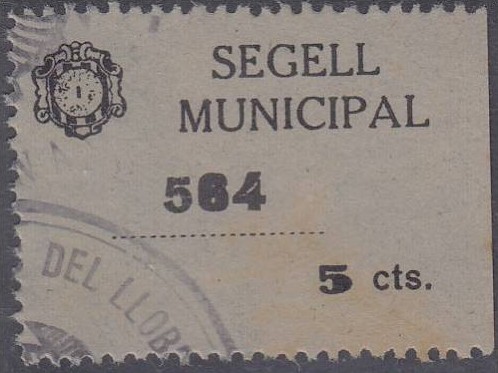 SEGELL
MUNICIPAL
564
5 cts.
DEL LLOB